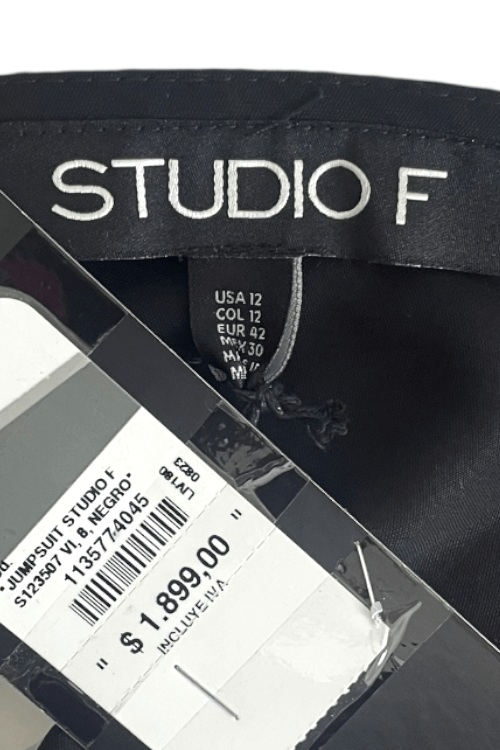 STUDIO F
USA 12
COL 12
EUR 42
MEX 30
LIV180 0823
JUMPSUIT STUDIO F
S123507 VI, 8, NEGRO*
1135774045
" $ 1.899,00 "
INCLUYE IVA